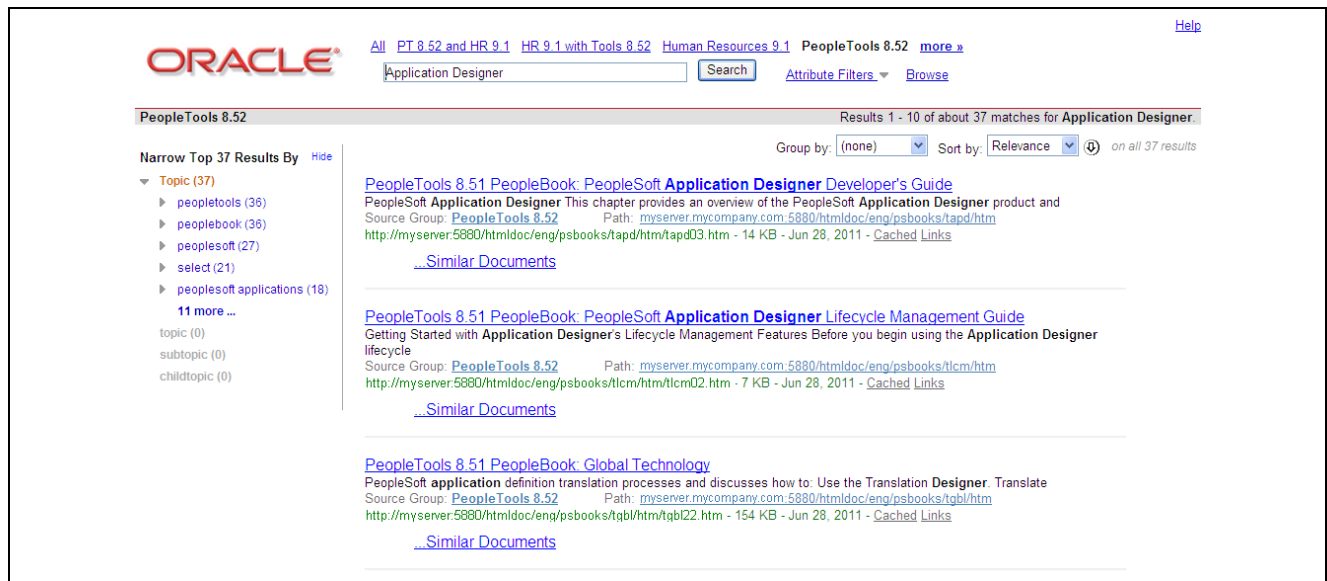 Help
ORACLE®
All PT 8.52 and HR 9.1 HR 9.1 with Tools 8.52 Human Resources 9.1 PeopleTools 8.52 more »
Application Designer Search Attribute Filters Browse
PeopleTools 8.52 Results 1 - 10 of about 37 matches for Application Designer.
Group by: (none) Sort by: Relevance on all 37 results
Narrow Top 37 Results By Hide
Topic (37)
peopletools (36)
peoplebook (36)
peoplesoft (27)
select (21)
peoplesoft applications (18)
11 more ...
topic (0)
subtopic (0)
childtopic (0)
PeopleTools 8.51 PeopleBook: PeopleSoft Application Designer Developer's Guide
PeopleSoft Application Designer This chapter provides an overview of the PeopleSoft Application Designer product and
Source Group: PeopleTools 8.52 Path: myserver.mycompany.com:5880/htmldoc/eng/psbooks/tapd/htm
http://myserver:5880/htmldoc/eng/psbooks/tapd/htm/tapd03.htm - 14 KB - Jun 28, 2011 - Cached Links
...Similar Documents
PeopleTools 8.51 PeopleBook: PeopleSoft Application Designer Lifecycle Management Guide
Getting Started with Application Designer's Lifecycle Management Features Before you begin using the Application Designer
lifecycle
Source Group: PeopleTools 8.52 Path: myserver.mycompany.com:5880/htmldoc/eng/psbooks/tlcm/htm
http://myserver:5880/htmldoc/eng/psbooks/tlcm/htm/tlcm02.htm - 7 KB - Jun 28, 2011 - Cached Links
...Similar Documents
PeopleTools 8.51 PeopleBook: Global Technology
PeopleSoft application definition translation processes and discusses how to: Use the Translation Designer. Translate
Source Group: PeopleTools 8.52 Path: myserver.mycompany.com:5880/htmldoc/eng/psbooks/tgbl/htm
http://myserver:5880/htmldoc/eng/psbooks/tgbl/htm/tgbl22.htm - 154 KB - Jun 28, 2011 - Cached Links
...Similar Documents